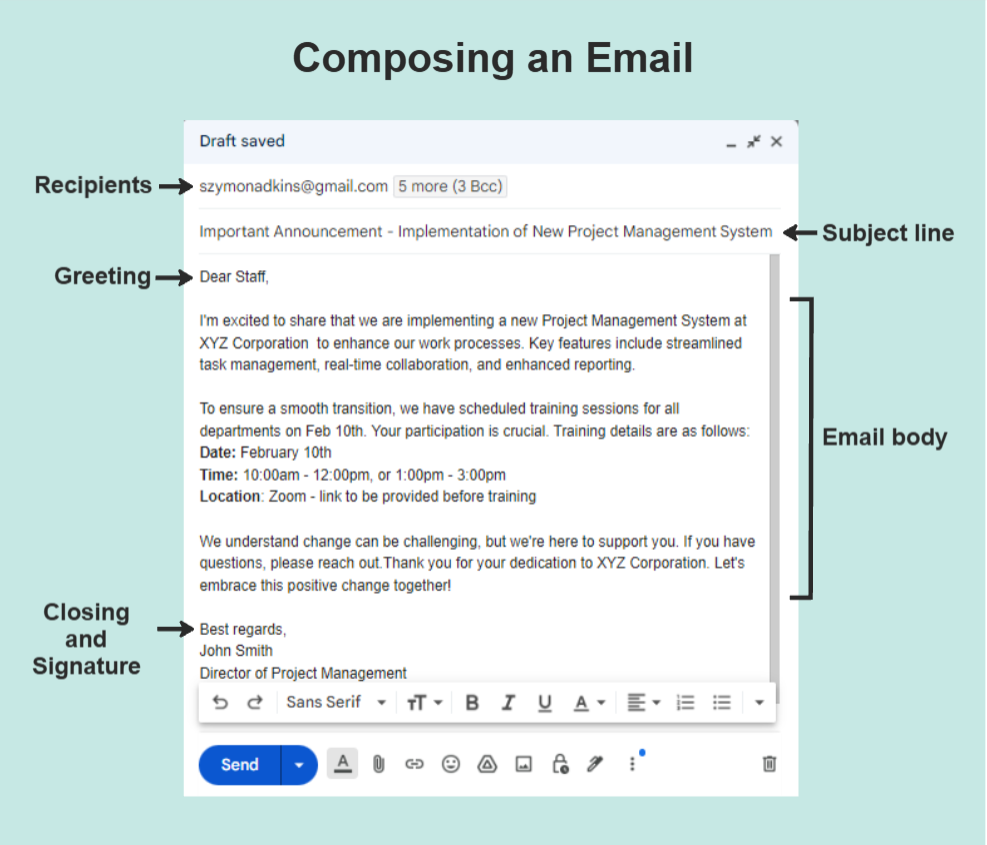 Composing an Email
Draft saved
Recipients
szymonadkins@gmail.com 5 more (3 Bcc)
Important Announcement - Implementation of New Project Management System
Subject line
Greeting
Dear Staff,
I'm excited to share that we are implementing a new Project Management System at
XYZ Corporation  to enhance our work processes. Key features include streamlined
task management, real-time collaboration, and enhanced reporting.
To ensure a smooth transition, we have scheduled training sessions for all
departments on Feb 10th. Your participation is crucial. Training details are as follows:
Date: February 10th
Time: 10:00am - 12:00pm, or 1:00pm - 3:00pm
Location: Zoom - link to be provided before training
Email body
We understand change can be challenging, but we're here to support you. If you have
questions, please reach out.Thank you for your dedication to XYZ Corporation. Let's
embrace this positive change together!
Closing
and
Signature
Best regards,
John Smith
Director of Project Management
Sans Serif
Send